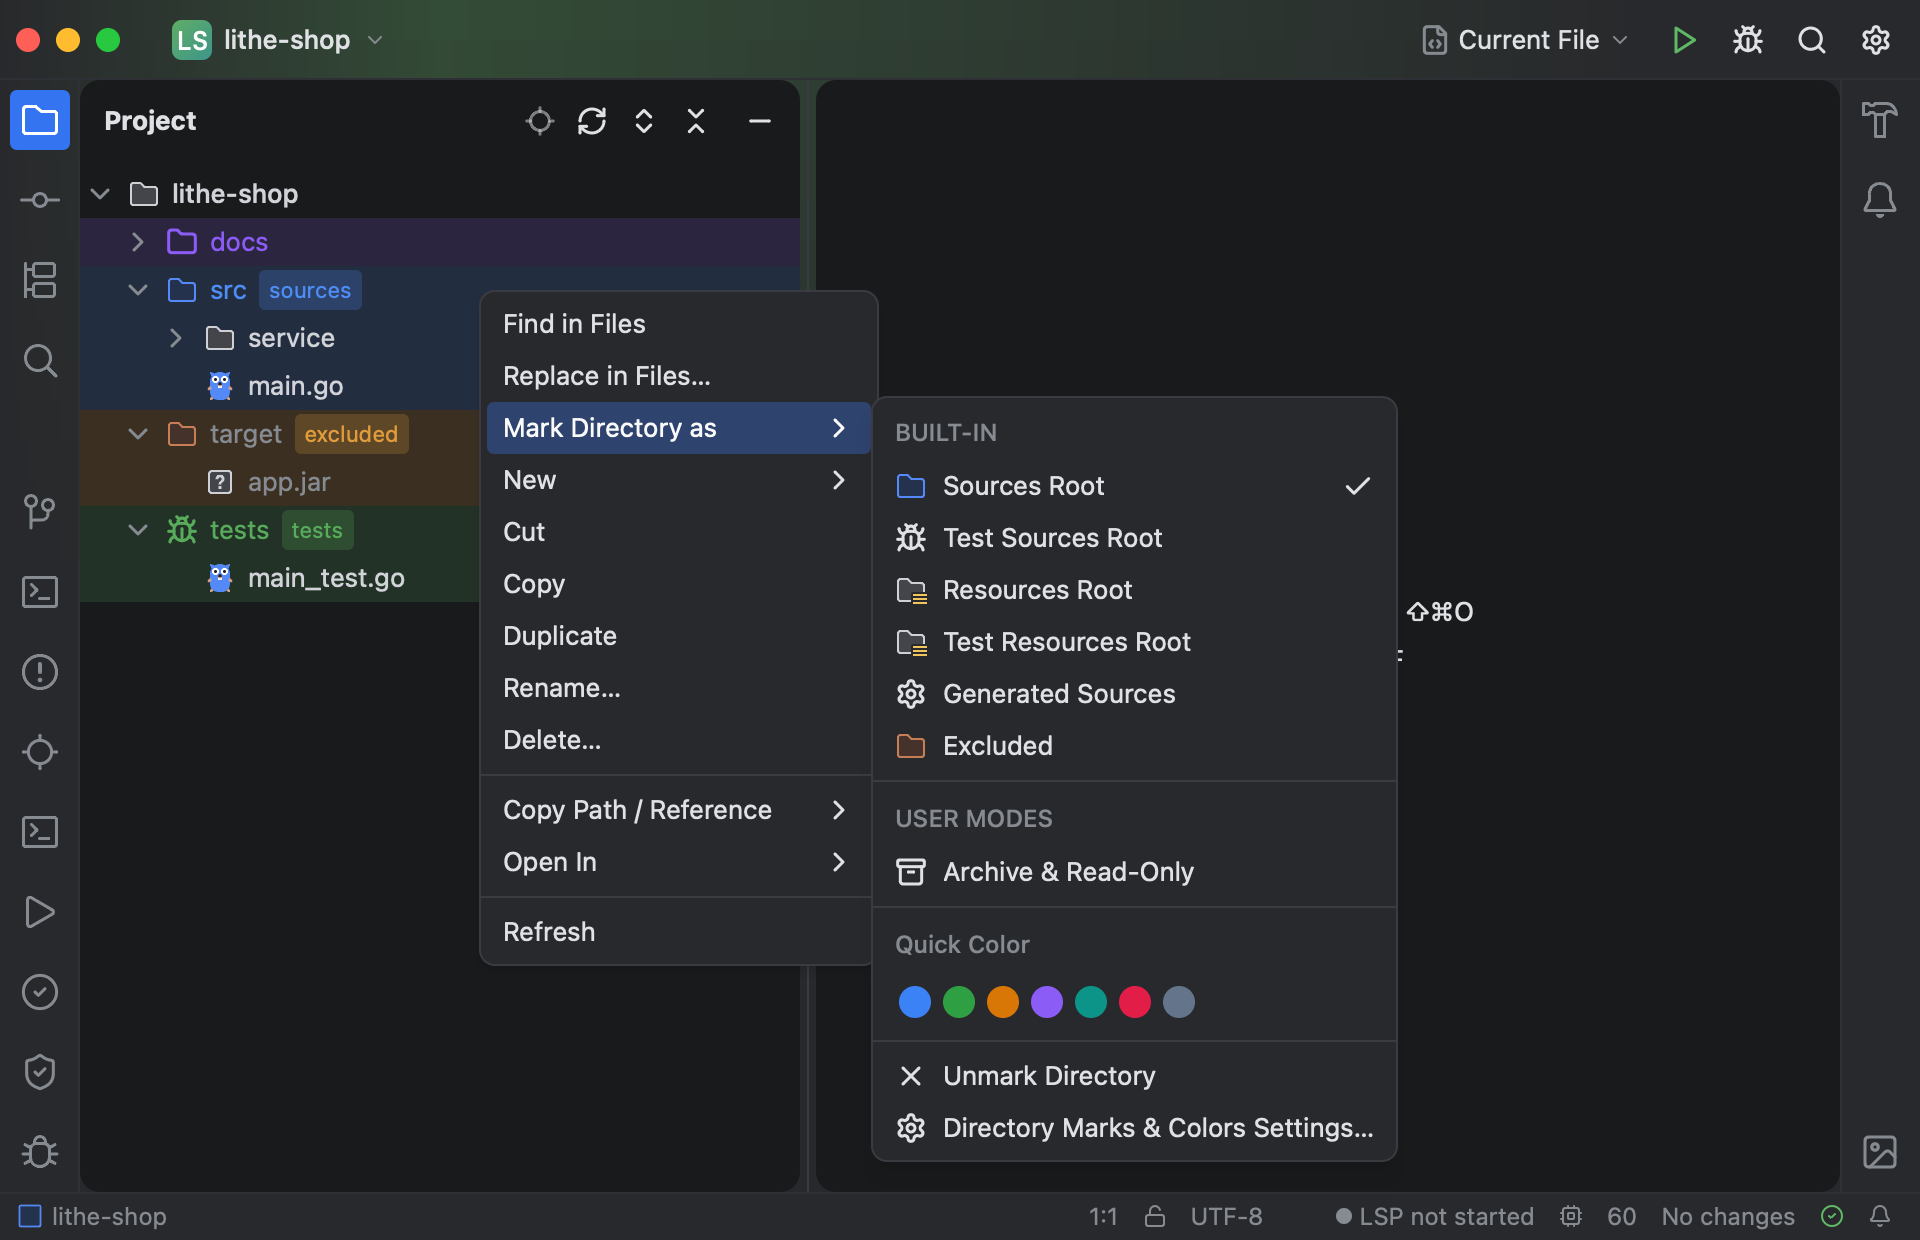 LS lithe-shop
Current File
Project
lithe-shop
docs
src sources
service
main.go
target excluded
? app.jar
tests tests
main_test.go
Find in Files
Replace in Files...
Mark Directory as
New
Cut
Copy
Duplicate
Rename...
Delete...
Copy Path / Reference
Open In
Refresh
BUILT-IN
Sources Root
Test Sources Root
Resources Root
Test Resources Root
Generated Sources
Excluded
USER MODES
Archive & Read-Only
Quick Color
Unmark Directory
Directory Marks & Colors Settings...
⇧⌘O
lithe-shop
1:1
UTF-8
LSP not started
60
No changes